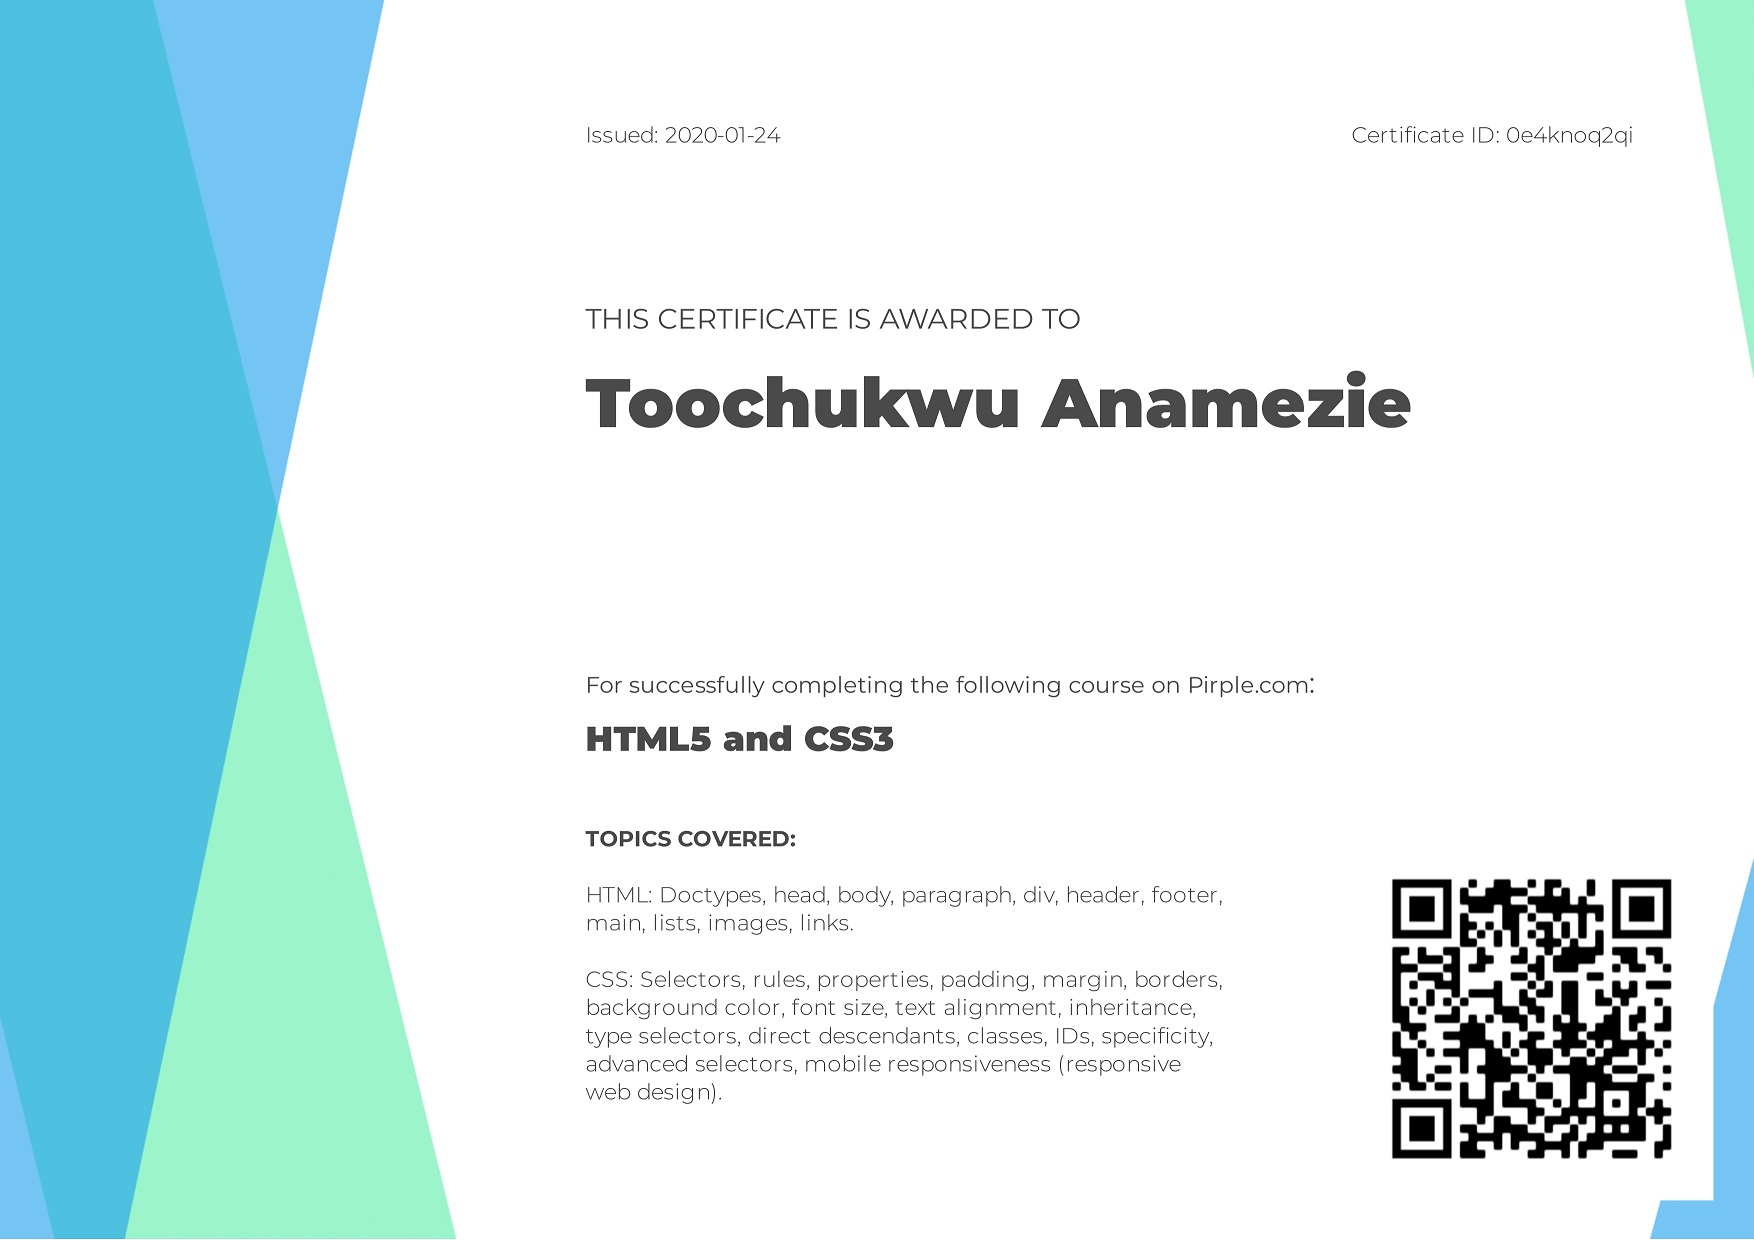 Issued: 2020-01-24
Certificate ID: 0e4knoq2qi
THIS CERTIFICATE IS AWARDED TO
Toochukwu Anamezie
For successfully completing the following course on Pirple.com:
HTML5 and CSS3
TOPICS COVERED:
HTML: Doctypes, head, body, paragraph, div, header, footer,
main, lists, images, links.
CSS: Selectors, rules, properties, padding, margin, borders,
background color, font size, text alignment, inheritance,
type selectors, direct descendants, classes, IDs, specificity,
advanced selectors, mobile responsiveness (responsive
web design).